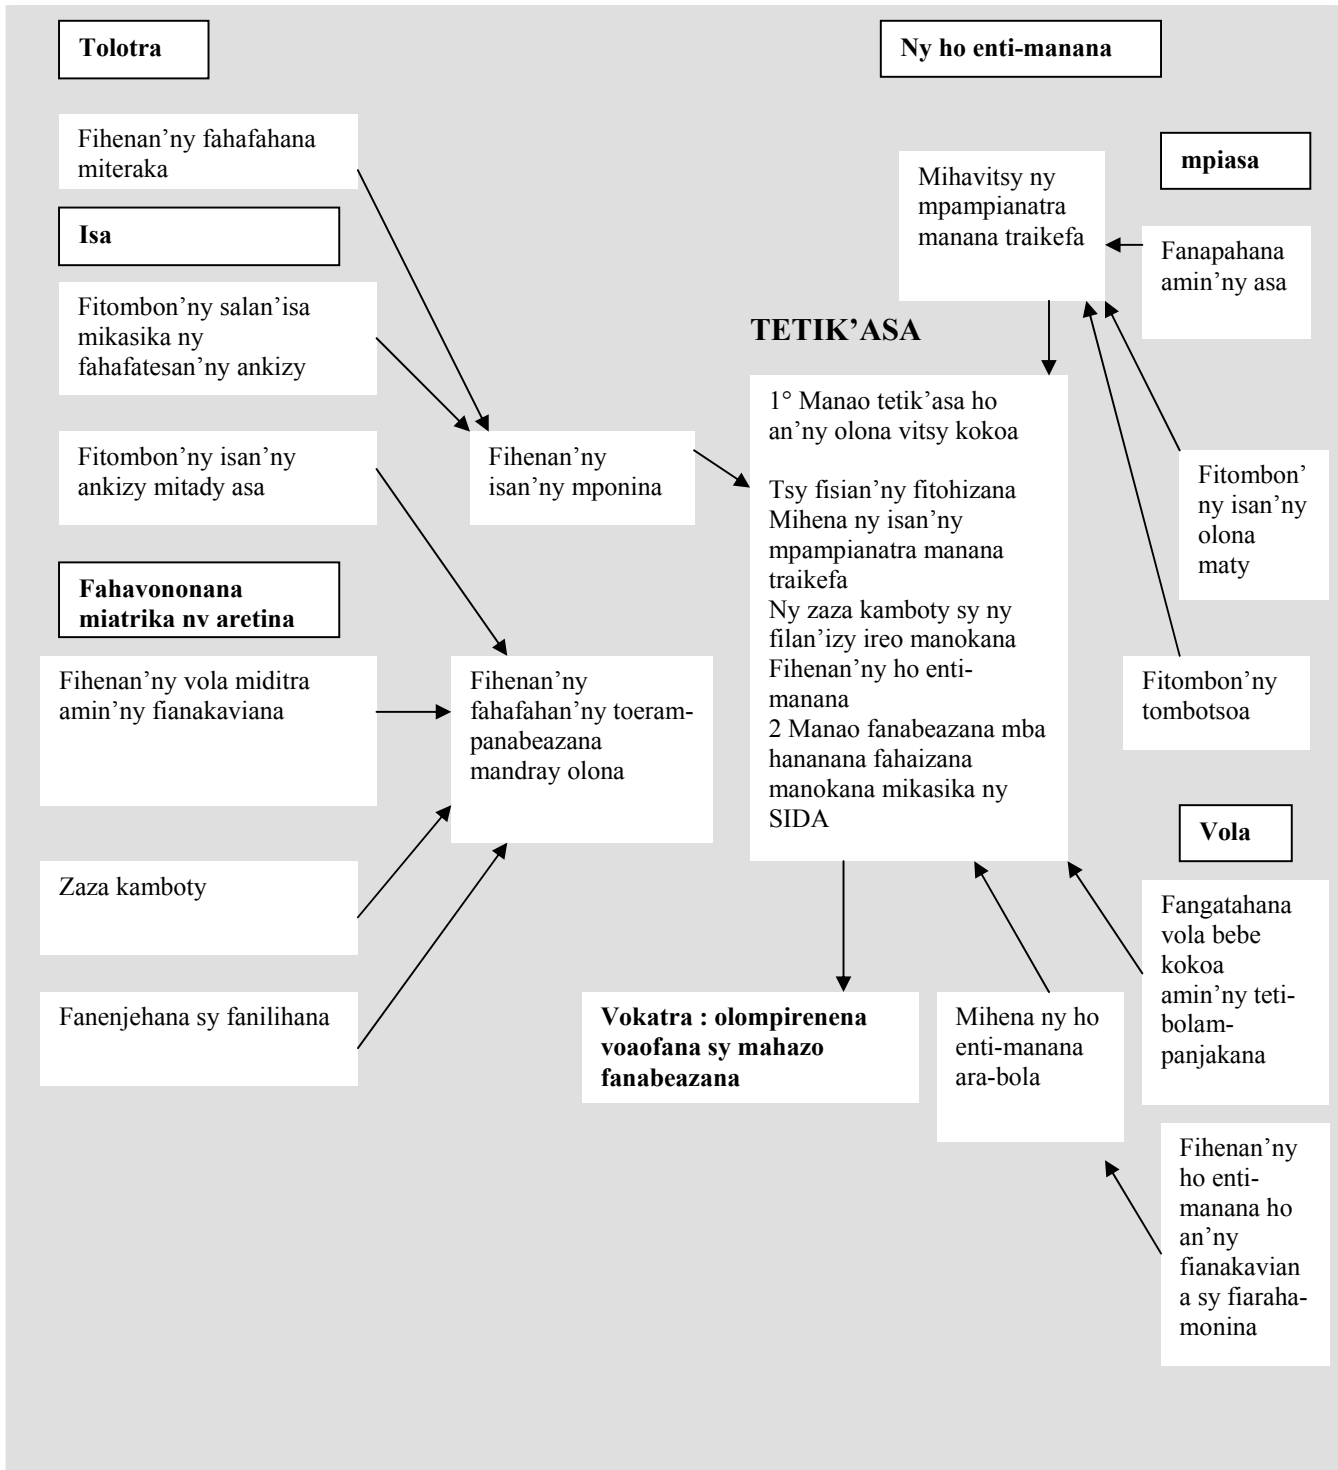 Tolotra
Ny ho enti-manana
Fihenan’ny fahafahana
miteraka
mpiasa
Mihavitsy ny
mpampianatra
manana traikefa
Isa
Fanapahana
amin’ny asa
Fitombon’ny salan’isa
mikasika ny
fahafatesan’ny ankizy
TETIK’ASA
1° Manao tetik’asa ho
an’ny olona vitsy kokoa
Tsy fisian’ny fitohizana
Mihena ny isan’ny
mpampianatra manana
traikefa
Ny zaza kamboty sy ny
filan’izy ireo manokana
Fihenan’ny ho enti-
manana
2 Manao fanabeazana mba
hananana fahaizana
manokana mikasika ny
SIDA
Fitombon’ny isan’ny
ankizy mitady asa
Fihenan’ny
isan’ny mponina
Fitombon’
ny isan’ny
olona
maty
Fahavononana
miatrika ny aretina
Fihenan’ny vola miditra
amin’ny fianakaviana
Fihenan’ny
fahafahan’ny toeram-
panabeazana
mandray olona
Fitombon’ny
tombotsoa
Vola
Zaza kamboty
Fangatahana
vola bebe
kokoa
amin’ny teti-
bolam-
panjakana
Fanenjehana sy fanilihana
Vokatra : olompirenena
voaofana sy mahazo
fanabeazana
Mihena ny ho
enti-manana
ara-bola
Fihenan’ny
ho enti-
manana ho
an’ny
fianakavian
a sy fiaraha-
monina